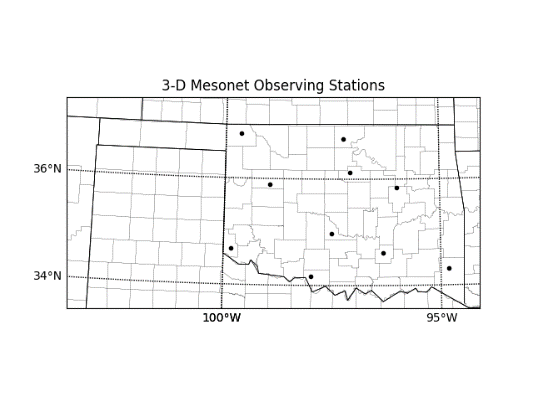 3-D Mesonet Observing Stations
36°N
34°N
100°W
95°W